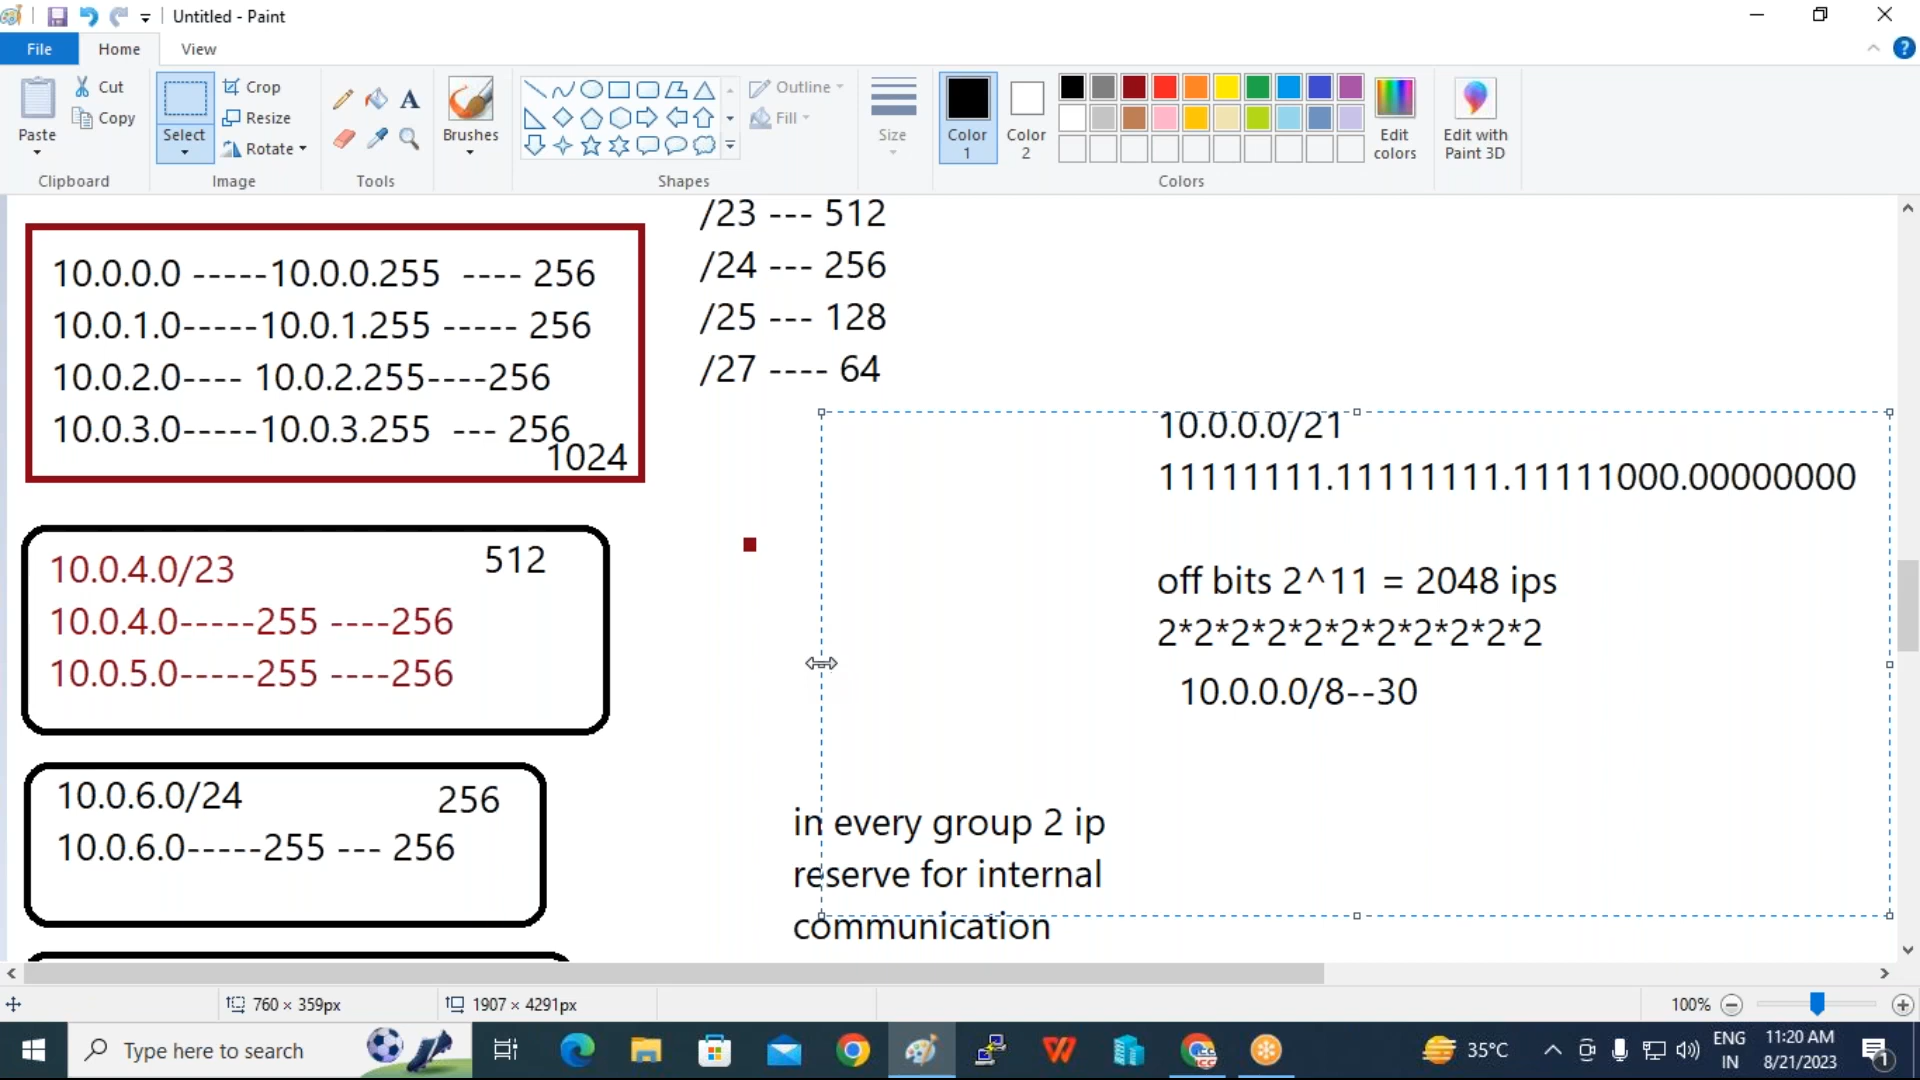 Untitled - Paint
File
Home
View
Paste
Cut
Copy
Clipboard
Select
Crop
Resize
Rotate
Image
Tools
Brushes
Outline
Fill
Shapes
Size
Color 1
Color 2
Edit colors
Edit with Paint 3D
Colors
10.0.0.0 -----10.0.0.255 ---- 256
10.0.1.0-----10.0.1.255 ----- 256
10.0.2.0---- 10.0.2.255----256
10.0.3.0-----10.0.3.255 --- 256
1024
/23 --- 512
/24 --- 256
/25 --- 128
/27 ---- 64
10.0.0.0/21
11111111.11111111.11111000.00000000
off bits 2^11 = 2048 ips
2*2*2*2*2*2*2*2*2*2*2
10.0.0.0/8--30
10.0.4.0/23
512
10.0.4.0-----255 ----256
10.0.5.0-----255 ----256
10.0.6.0/24
256
10.0.6.0-----255 --- 256
in every group 2 ip
reserve for internal
communication
760 × 359px
1907 × 4291px
100%
Type here to search
35°C
ENG
IN
11:20 AM
8/21/2023
1